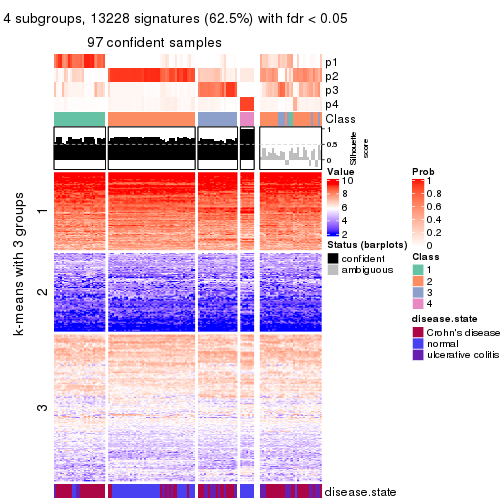 4 subgroups, 13228 signatures (62.5%) with fdr < 0.05
97 confident samples
p1
p2
p3
p4
Class
1
0.5
0
Silhouette
score
k-means with 3 groups
1
2
3
disease.state
Value
10
8
6
4
2
Status (barplots)
confident
ambiguous
Prob
1
0.8
0.6
0.4
0.2
0
Class
1
2
3
4
disease.state
Crohn's disease
normal
ulcerative colitis